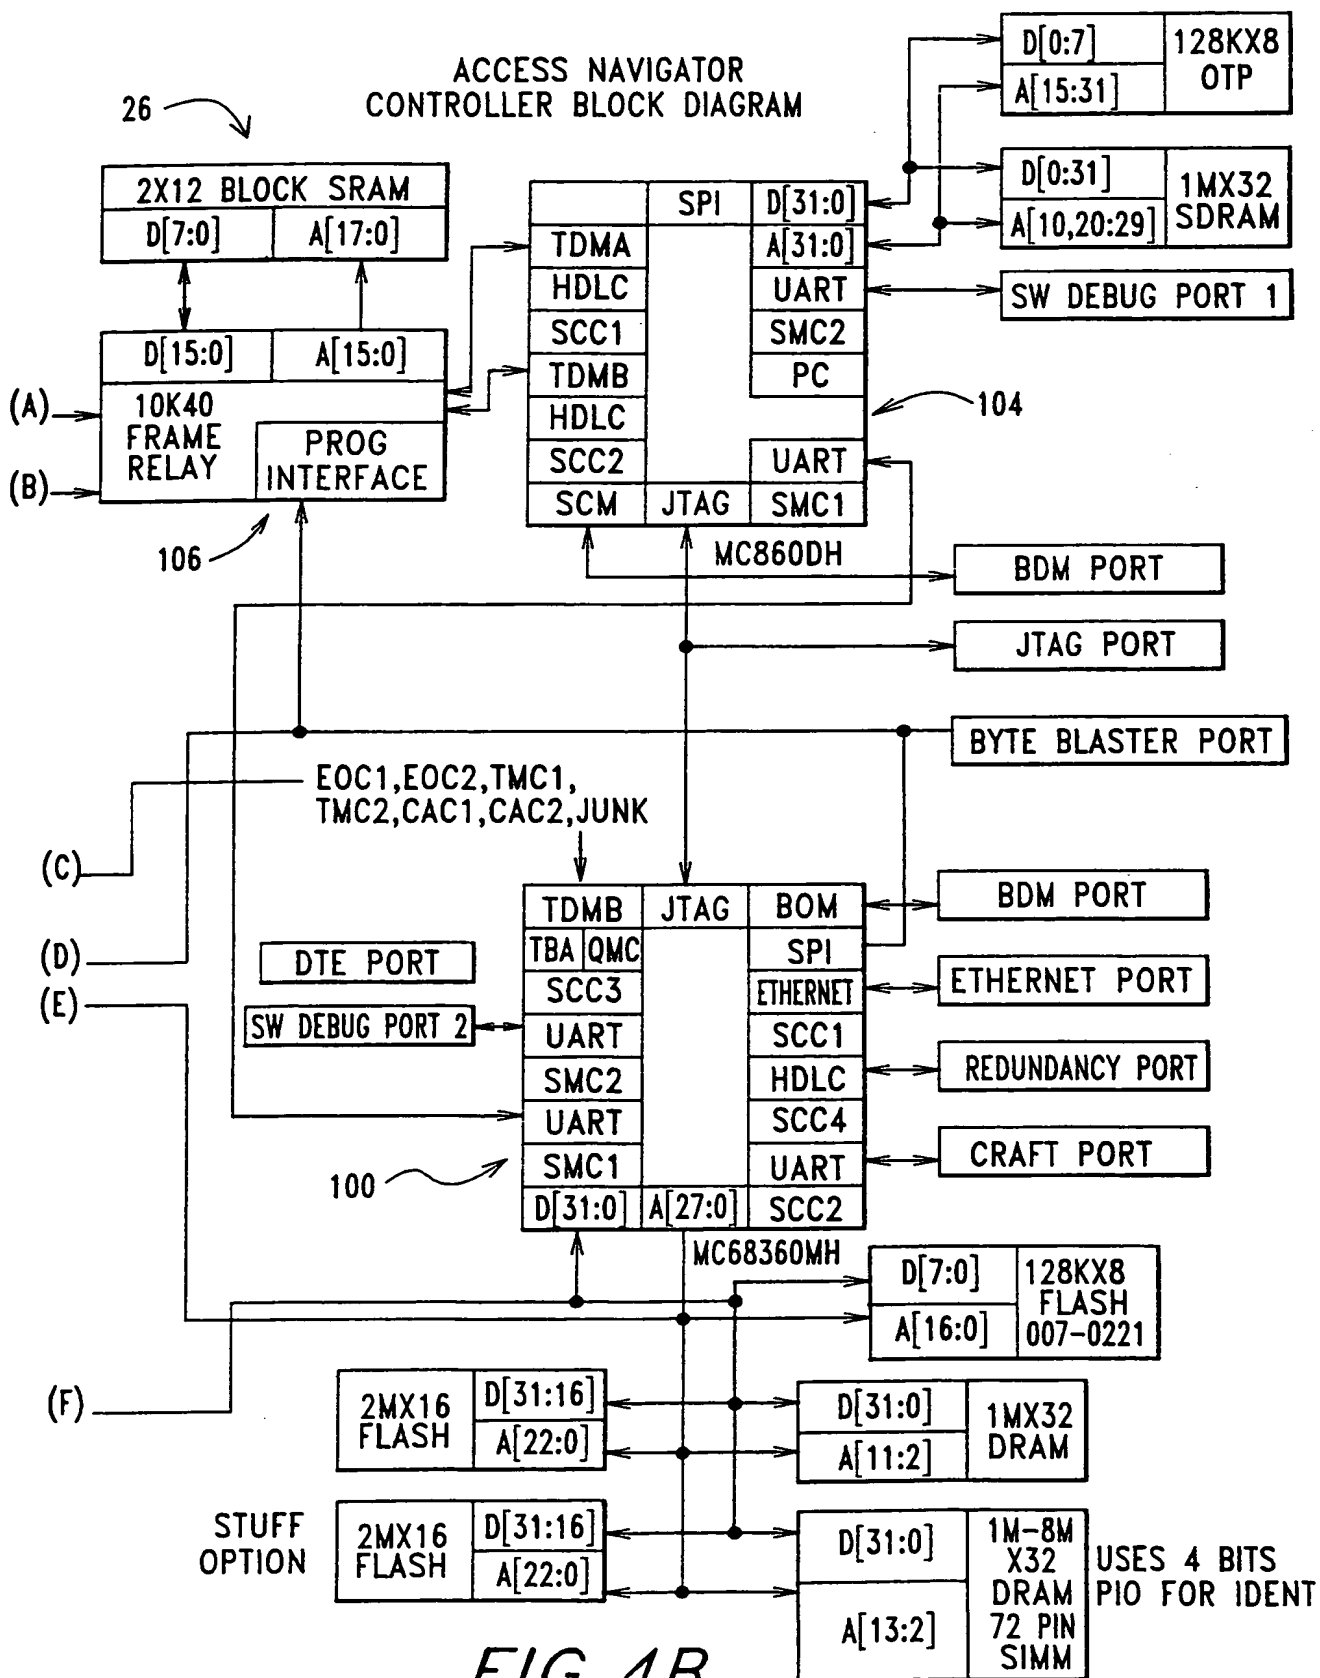 ACCESS NAVIGATOR
CONTROLLER BLOCK DIAGRAM
26
D[0:7]
A[15:31]
128KX8
OTP
D[0:31]
A[10,20:29]
1MX32
SDRAM
SW DEBUG PORT 1
2X12 BLOCK SRAM
D[7:0]
A[17:0]
D[15:0]
A[15:0]
10K40
FRAME
RELAY
PROG
INTERFACE
(A)
(B)
106
SPI
D[31:0]
TDMA
A[31:0]
HDLC
UART
SCC1
SMC2
TDMB
PC
HDLC
SCC2
UART
SCM
JTAG
SMC1
104
MC860DH
BDM PORT
JTAG PORT
BYTE BLASTER PORT
EOC1,EOC2,TMC1,
TMC2,CAC1,CAC2,JUNK
(C)
(D)
(E)
DTE PORT
SW DEBUG PORT 2
TDMB
JTAG
BOM
TBA
QMC
SPI
SCC3
ETHERNET
UART
SCC1
SMC2
HDLC
UART
SCC4
SMC1
UART
D[31:0]
A[27:0]
SCC2
100
MC68360MH
BDM PORT
ETHERNET PORT
REDUNDANCY PORT
CRAFT PORT
D[7:0]
A[16:0]
128KX8
FLASH
007-0221
(F)
2MX16
FLASH
D[31:16]
A[22:0]
D[31:0]
A[11:2]
1MX32
DRAM
STUFF
OPTION
2MX16
FLASH
D[31:16]
A[22:0]
D[31:0]
A[13:2]
1M-8M
X32
DRAM
72 PIN
SIMM
USES 4 BITS
PIO FOR IDENT
FIG. 4B